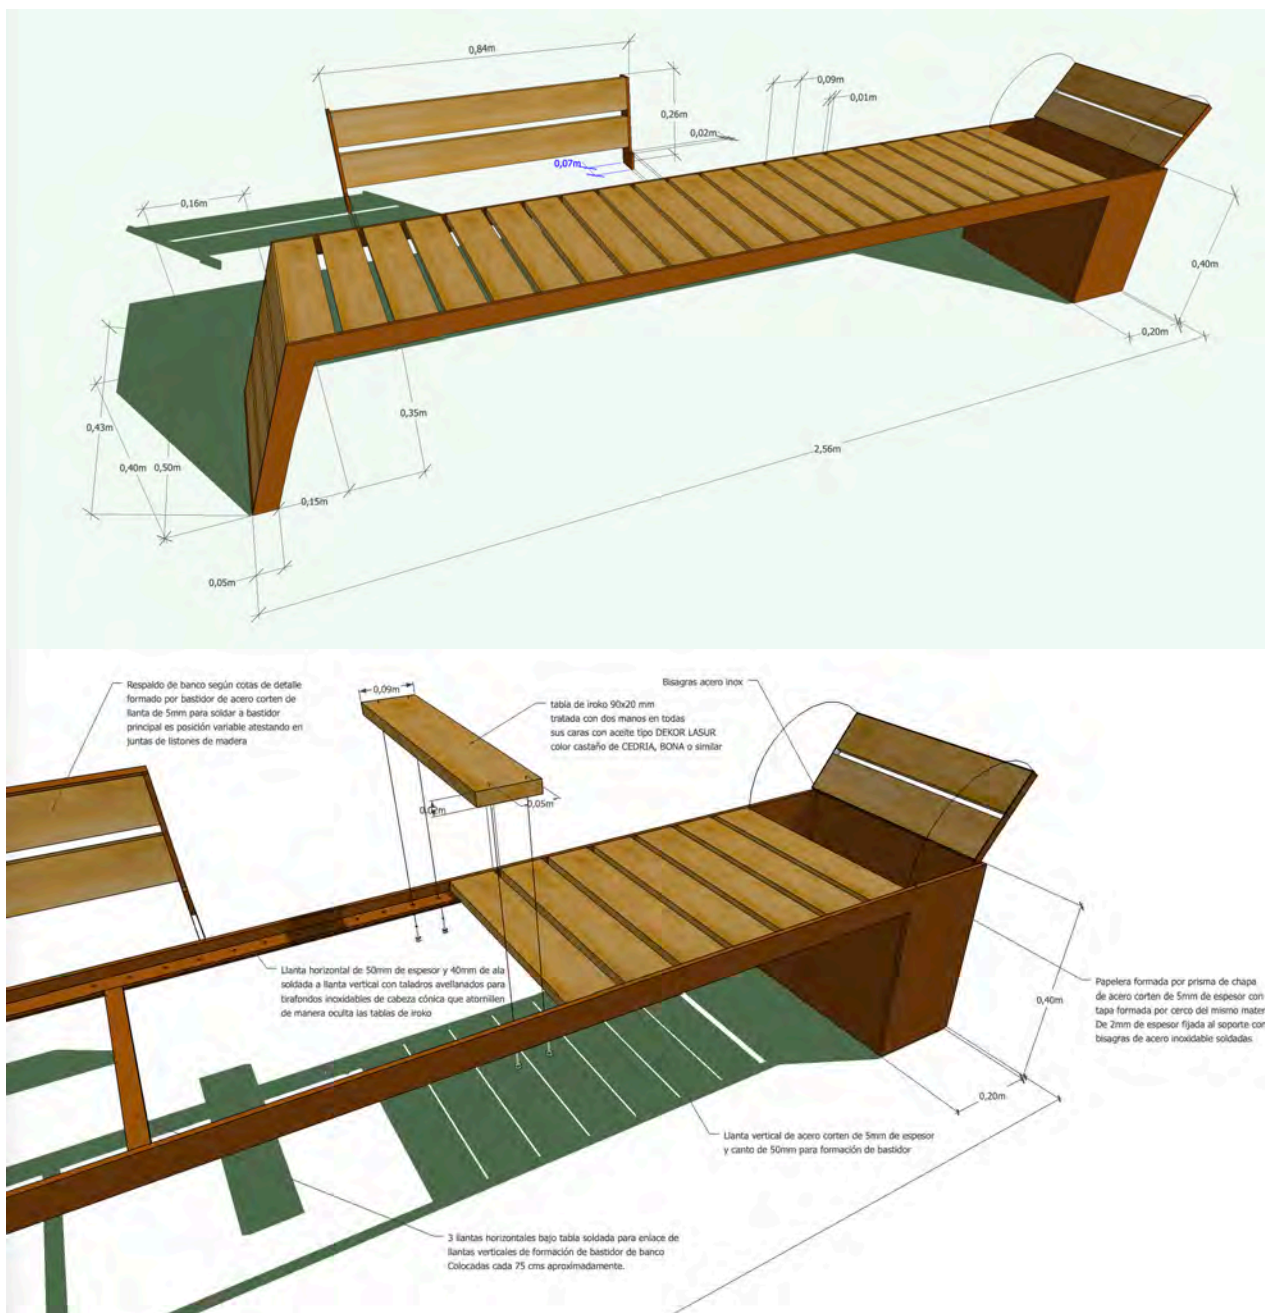 0,84m
0,09m
0,01m
0,26m
0,02m
0,07m
0,16m
0,40m
0,20m
0,35m
0,43m
0,40m
0,50m
2,56m
0,15m
0,05m
Respaldo de banco según cotas de detalle
formado por bastidor de acero corten de
llanta de 5mm para soldar a bastidor
principal es posición variable atestando en
juntas de listones de madera
0,09m
Bisagras acero inox
tabla de iroko 90x20 mm
tratada con dos manos en todas
sus caras con aceite tipo DEKOR LASUR
color castaño de CEDRIA, BONA o similar
0,05m
Llanta horizontal de 50mm de espesor y 40mm de ala
soldada a llanta vertical con taladros avellanados para
tirafondos inoxidables de cabeza cónica que atornillen
de manera oculta las tablas de iroko
Papelera formada por prisma de chapa
de acero corten de 5mm de espesor con
tapa formada por cerco del mismo mater
De 2mm de espesor fijada al soporte con
bisagras de acero inoxidable soldadas
0,40m
0,20m
Llanta vertical de acero corten de 5mm de espesor
y canto de 50mm para formación de bastidor
3 llantas horizontales bajo tabla soldada para enlace de
llantas verticales de formación de bastidor de banco
Colocadas cada 75 cms aproximadamente.